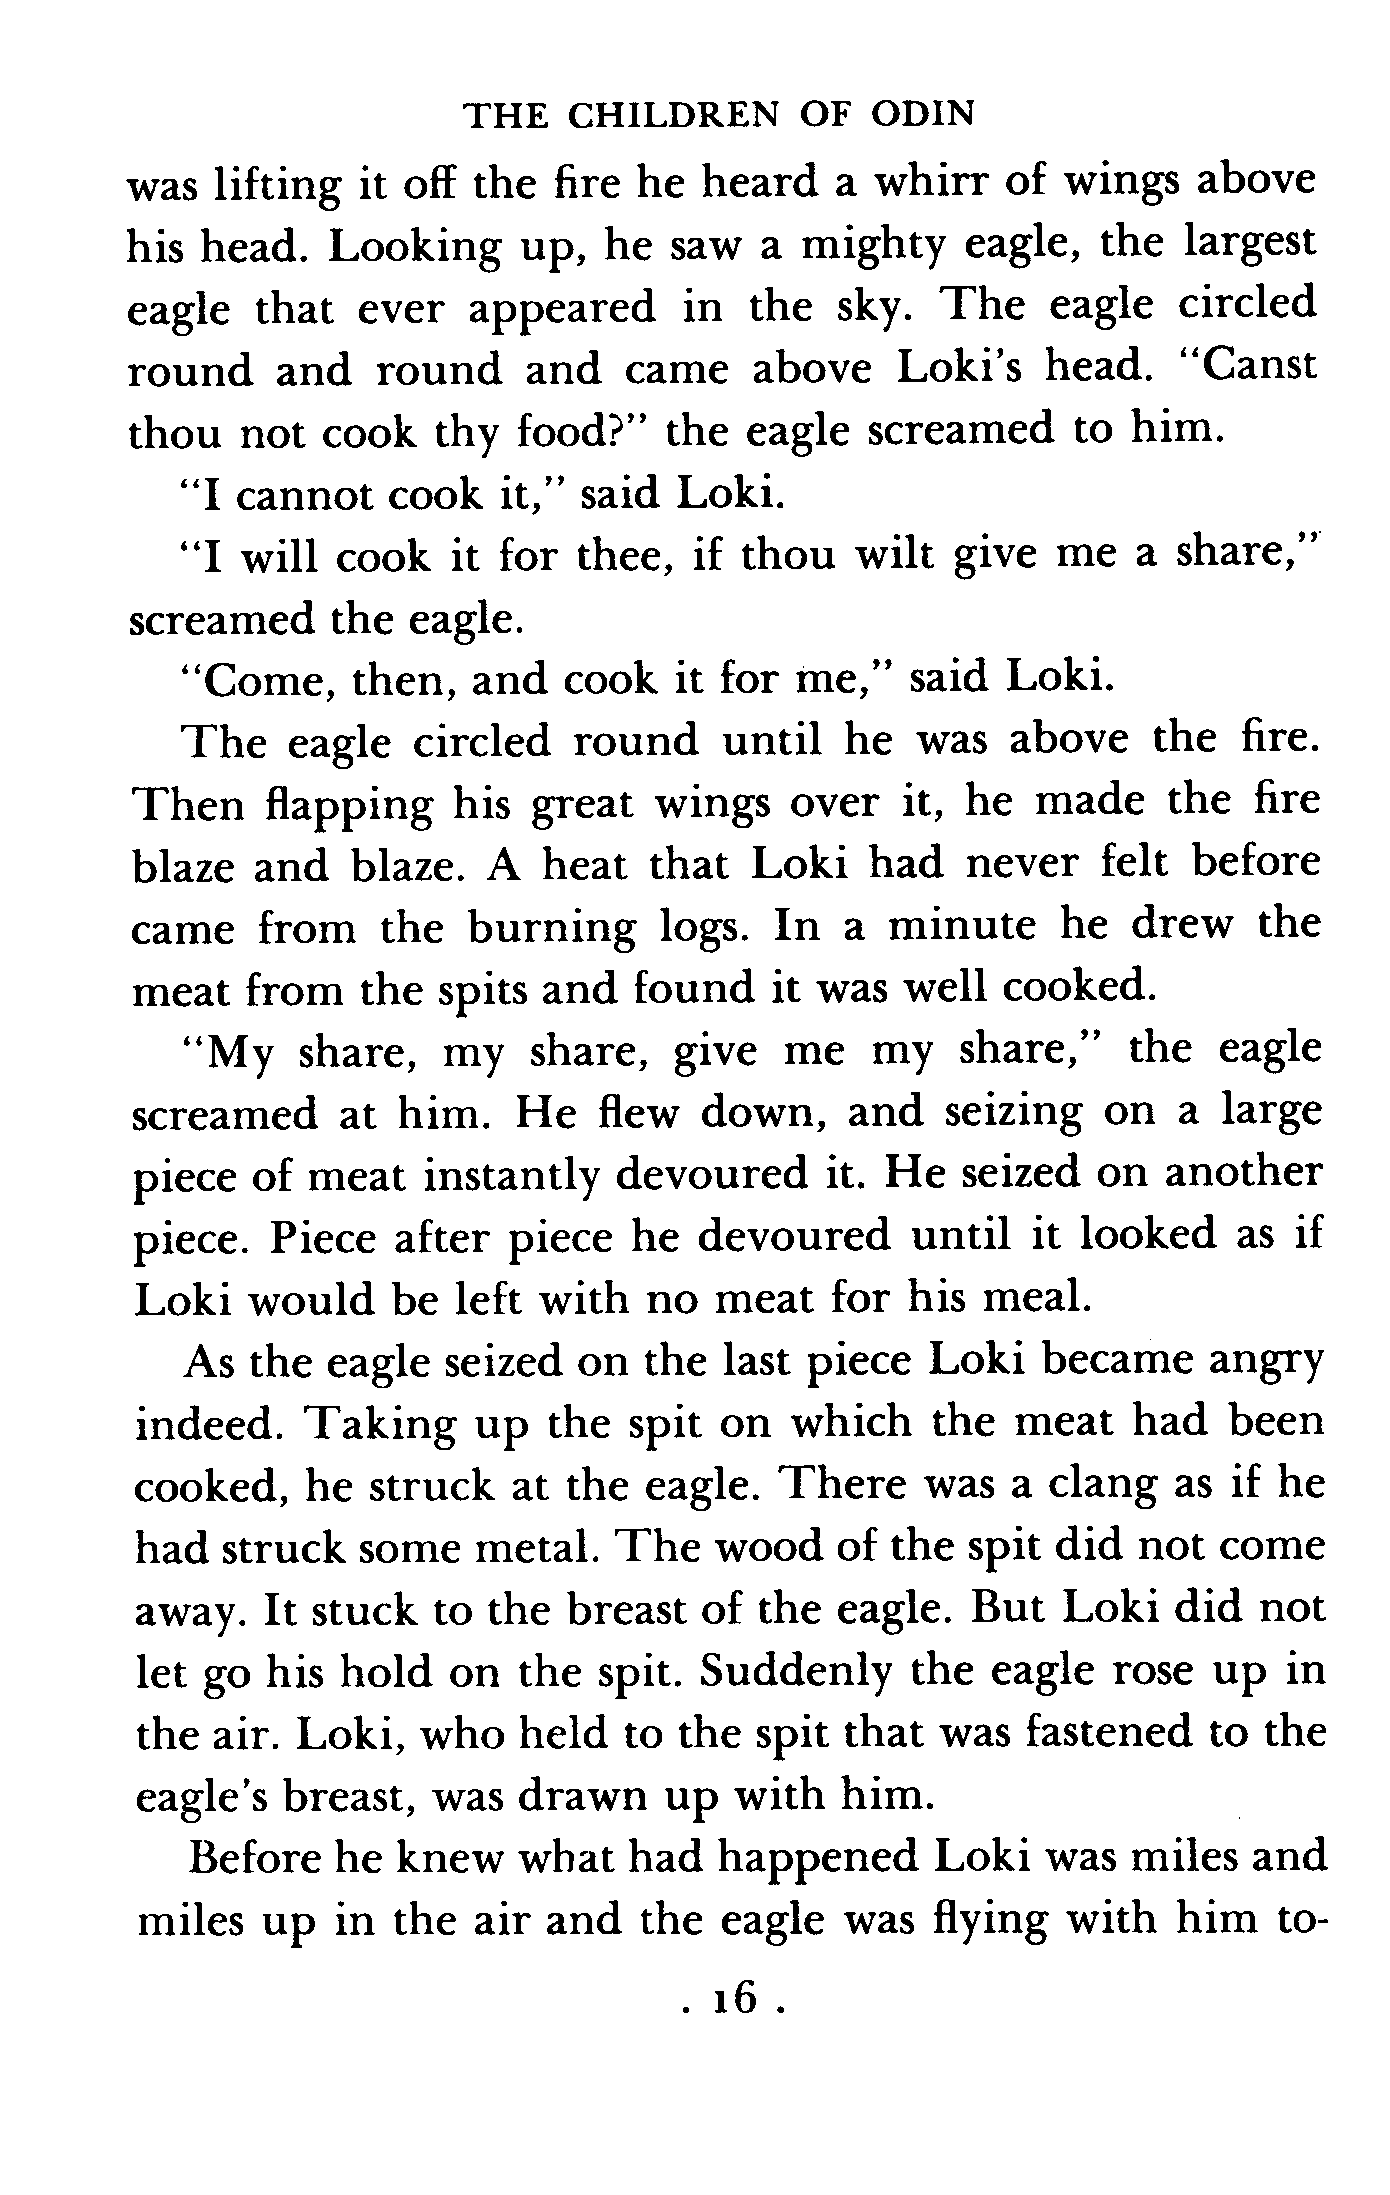 THE CHILDREN OF ODIN
was lifting it off the fire he heard a whirr of wings above
his head. Looking up, he saw a mighty eagle, the largest
eagle that ever appeared in the sky. The eagle circled
round and round and came above Loki's head. "Canst
thou not cook thy food?" the eagle screamed to him.
"I cannot cook it," said Loki.
"I will cook it for thee, if thou wilt give me a share,"
screamed the eagle.
"Come, then, and cook it for me," said Loki.
The eagle circled round until he was above the fire.
Then flapping his great wings over it, he made the fire
blaze and blaze. A heat that Loki had never felt before
came from the burning logs. In a minute he drew the
meat from the spits and found it was well cooked.
"My share, my share, give me my share," the eagle
screamed at him. He flew down, and seizing on a large
piece of meat instantly devoured it. He seized on another
piece. Piece after piece he devoured until it looked as if
Loki would be left with no meat for his meal.
As the eagle seized on the last piece Loki became angry
indeed. Taking up the spit on which the meat had been
cooked, he struck at the eagle. There was a clang as if he
had struck some metal. The wood of the spit did not come
away. It stuck to the breast of the eagle. But Loki did not
let go his hold on the spit. Suddenly the eagle rose up in
the air. Loki, who held to the spit that was fastened to the
eagle's breast, was drawn up with him.
Before he knew what had happened Loki was miles and
miles up in the air and the eagle was flying with him to-
. 16 .